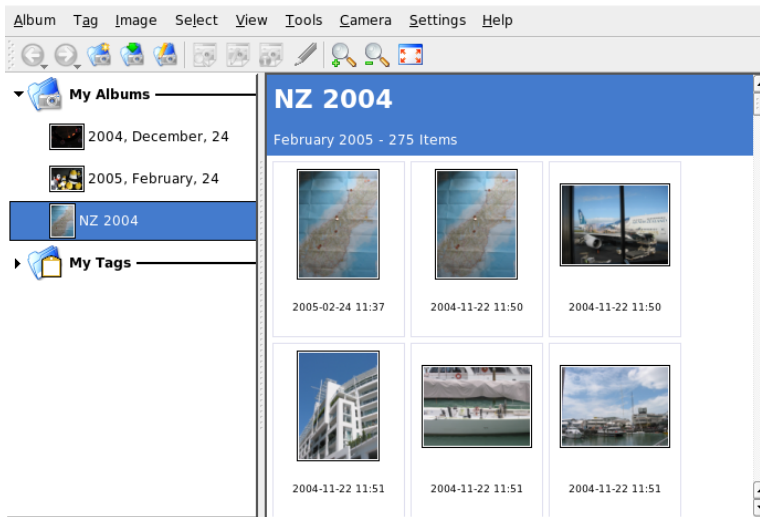 Album Tag Image Select View Tools Camera Settings Help
My Albums
2004, December, 24
2005, February, 24
NZ 2004
My Tags
NZ 2004
February 2005 - 275 Items
2005-02-24 11:37 2004-11-22 11:50 2004-11-22 11:50
2004-11-22 11:51 2004-11-22 11:51 2004-11-22 11:51